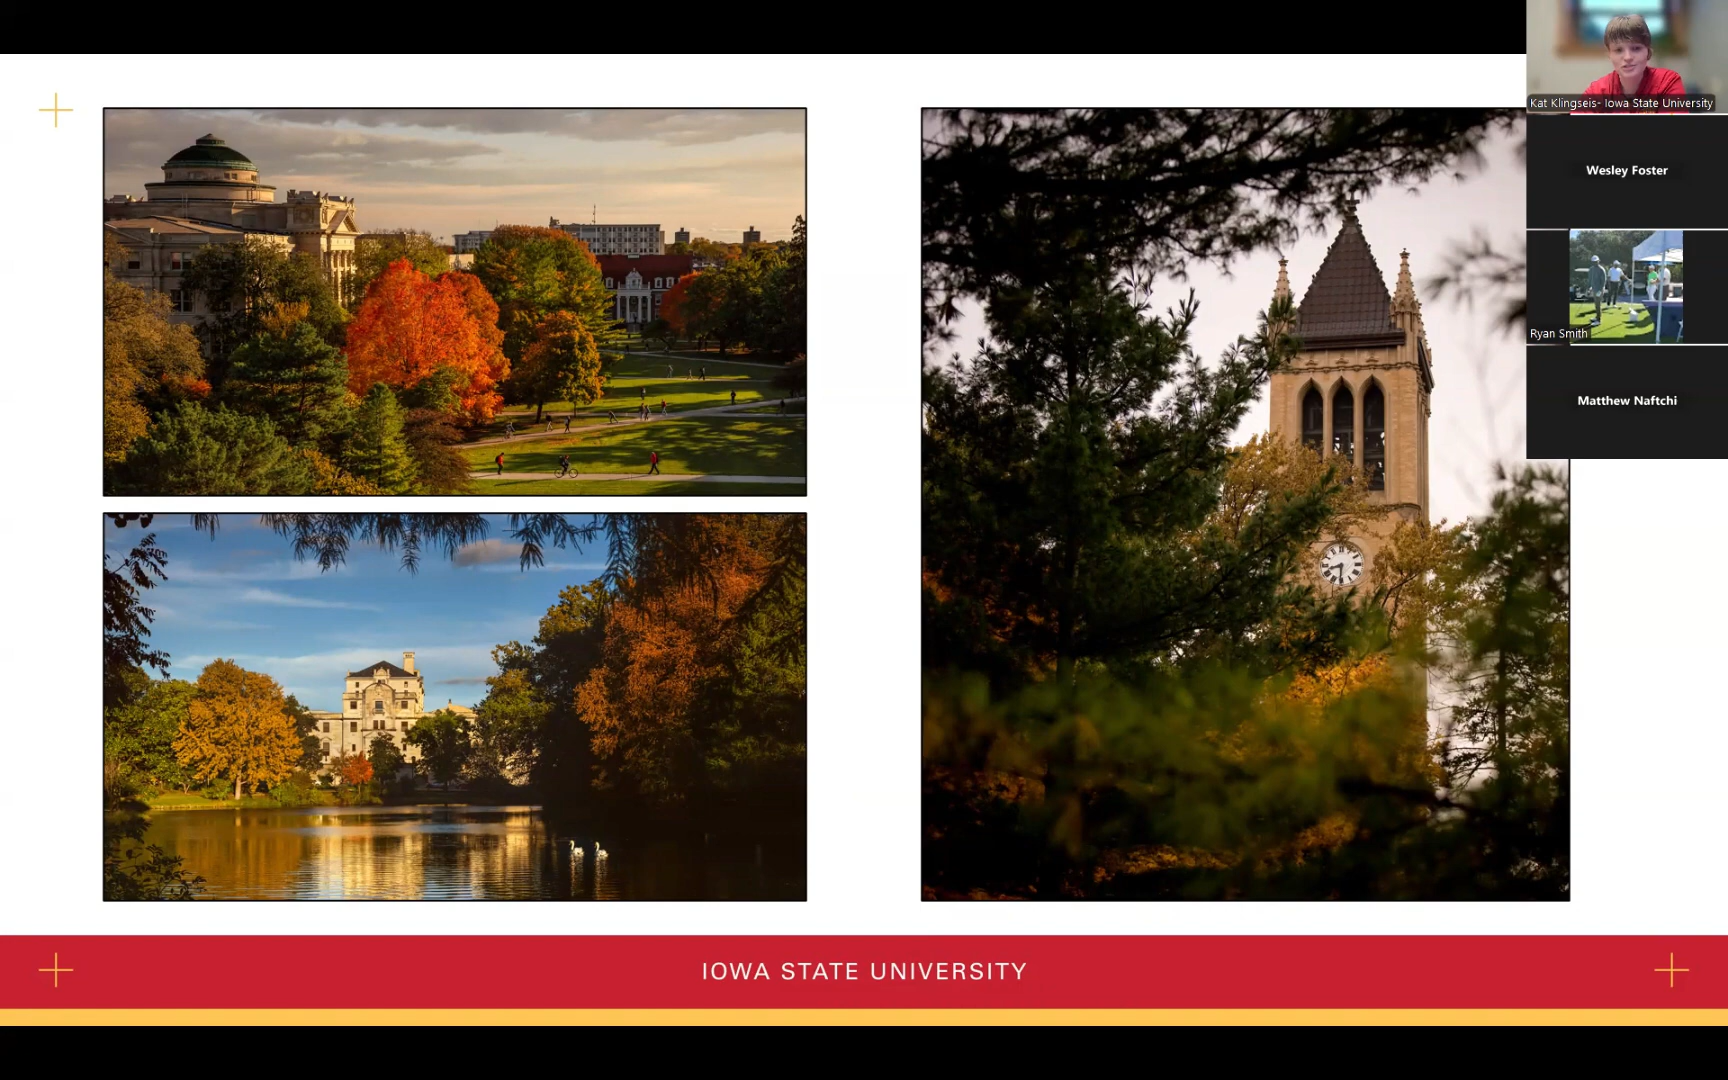 Kat Klingseis- Iowa State University
Wesley Foster
Ryan Smith
Matthew Naftchi
IOWA STATE UNIVERSITY